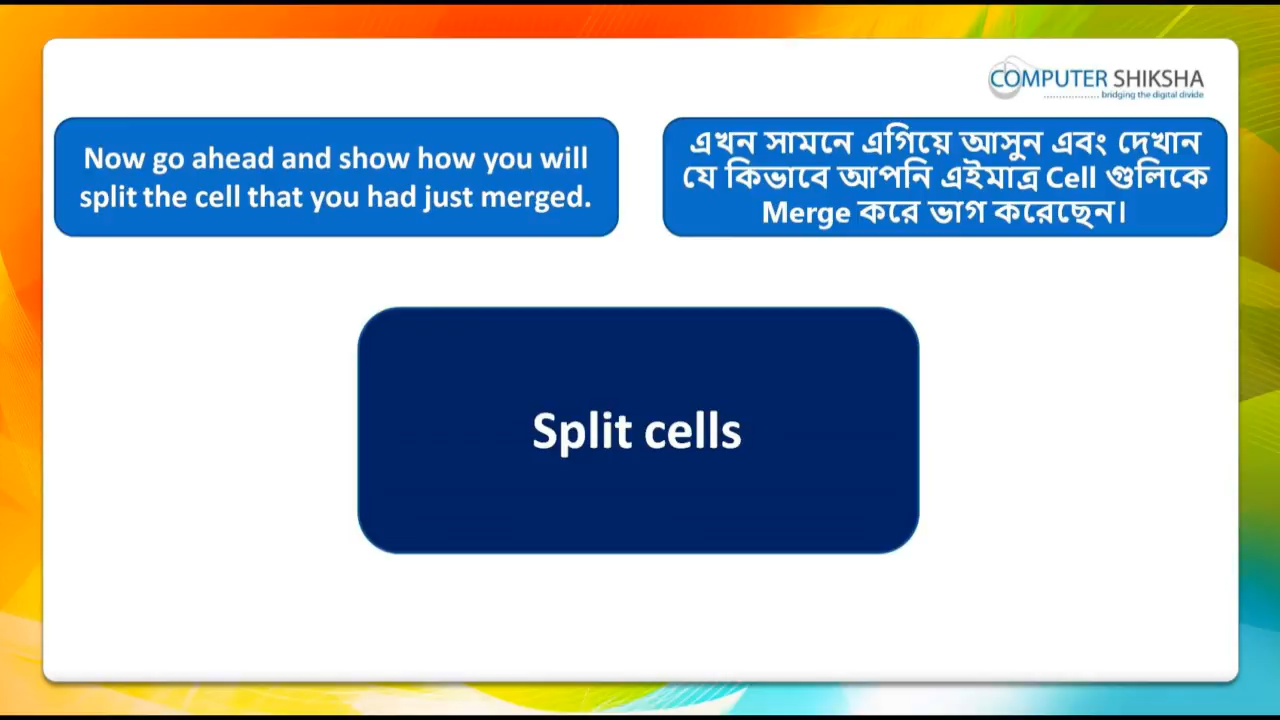 COMPUTER SHIKSHA
bridging the digital divide
Now go ahead and show how you will
split the cell that you had just merged.
এখন সামনে এগিয়ে আসুন এবং দেখান
যে কিভাবে আপনি এইমাত্র Cell গুলিকে
Merge করে ভাগ করেছেন।
Split cells